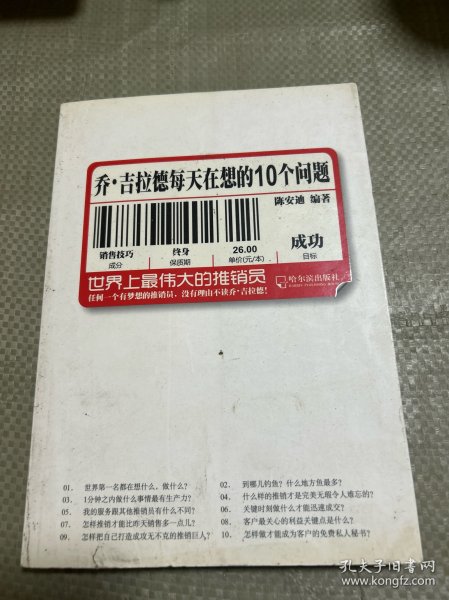 乔·吉拉德每天在想的10个问题
陈安迪 编著
销售技巧
成分
终身
保质期
26.00
单价(元/本)
成功
目标
世界上最伟大的推销员
哈尔滨出版社
任何一个有梦想的推销员,没有理由不读乔·吉拉德!
01. 世界第一名都在想什么,做什么?
02. 到哪儿钓鱼?什么地方鱼最多?
03. 1分钟之内做什么事情最有生产力?
04. 什么样的推销才是完美无瑕令人难忘的?
05. 我的服务跟其他推销员有什么不同?
06. 关键时刻做什么才能迅速成交?
07. 怎样推销才能比昨天销售多一点儿?
08. 客户最关心的利益关键点是什么?
09. 怎样把自己打造成攻无不克的推销巨人?
10. 怎样做才能成为客户的免费私人秘书?
孔夫子旧书网
www.kongfz.com